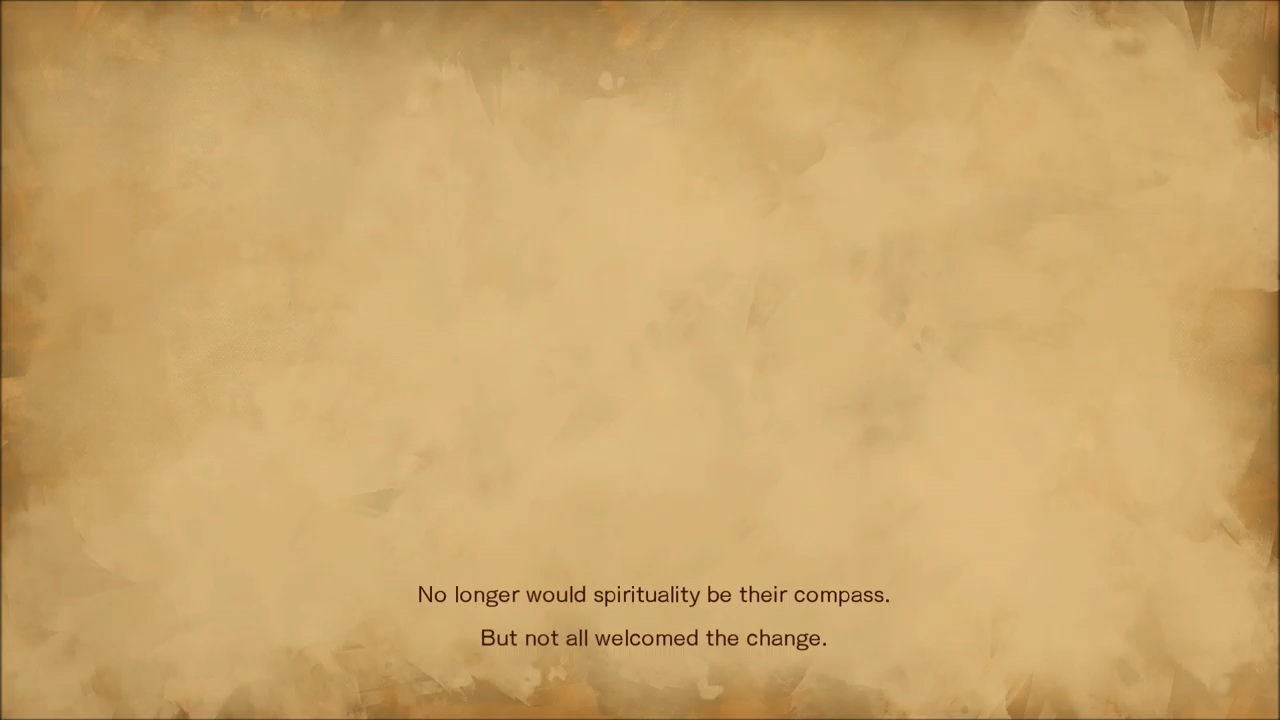 No longer would spirituality be their compass.
But not all welcomed the change.